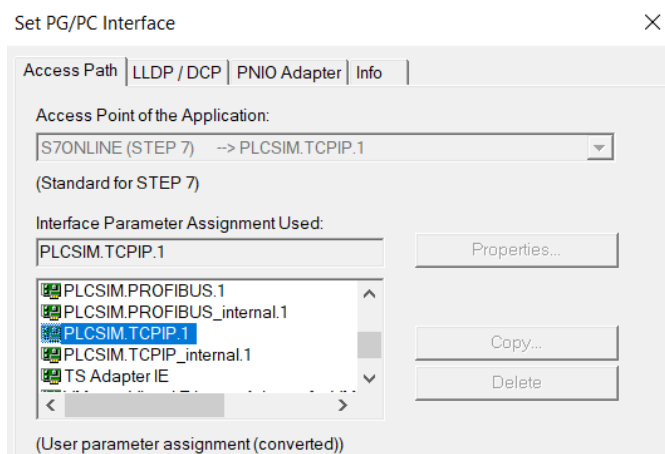 Set PG/PC Interface
Access Path LLDP / DCP PNIO Adapter Info
Access Point of the Application:
S7ONLINE (STEP 7) --> PLCSIM.TCPIP.1
(Standard for STEP 7)
Interface Parameter Assignment Used:
PLCSIM.TCPIP.1
Properties...
PLCSIM.PROFIBUS.1
PLCSIM.PROFIBUS_internal.1
PLCSIM.TCPIP.1
PLCSIM.TCPIP_internal.1
TS Adapter IE
Copy...
Delete
(User parameter assignment (converted))